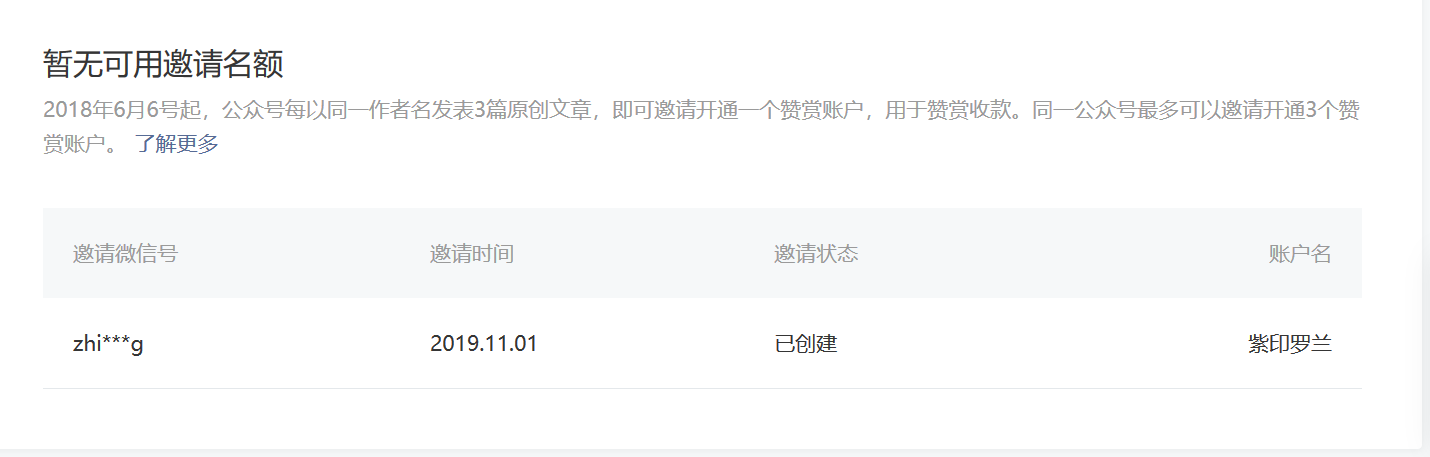 暂无可用邀请名额
2018年6月6号起，公众号每以同一作者名发表3篇原创文章，即可邀请开通一个赞赏账户，用于赞赏收款。同一公众号最多可以邀请开通3个赞
赏账户。 了解更多
邀请微信号 邀请时间 邀请状态 账户名
zhi***g 2019.11.01 已创建 紫印罗兰